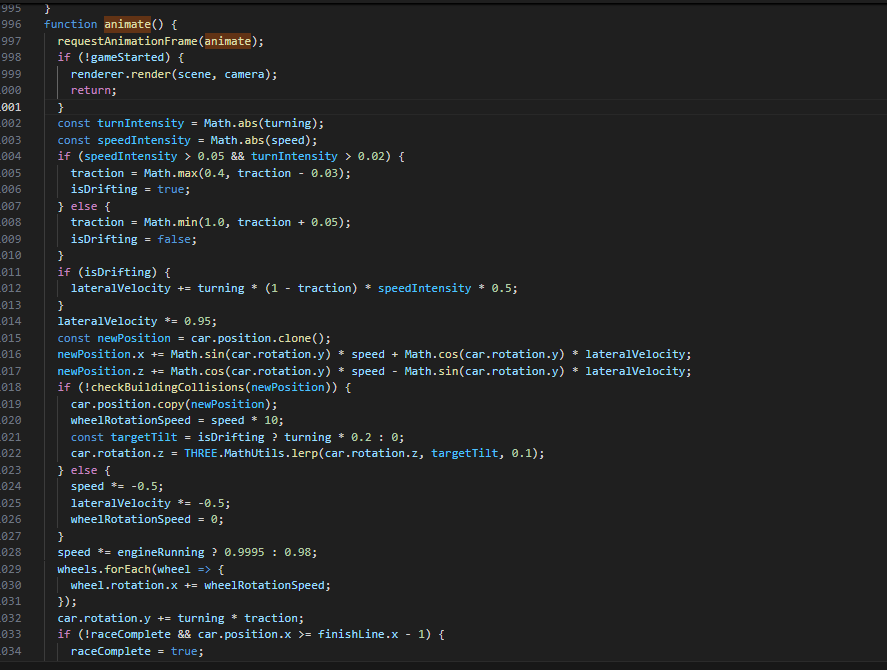 995 }
996 function animate() {
997 requestAnimationFrame(animate);
998 if (!gameStarted) {
999 renderer.render(scene, camera);
000 return;
001 }
002 const turnIntensity = Math.abs(turning);
003 const speedIntensity = Math.abs(speed);
004 if (speedIntensity > 0.05 && turnIntensity > 0.02) {
005 traction = Math.max(0.4, traction - 0.03);
006 isDrifting = true;
007 } else {
008 traction = Math.min(1.0, traction + 0.05);
009 isDrifting = false;
010 }
011 if (isDrifting) {
012 lateralVelocity += turning * (1 - traction) * speedIntensity * 0.5;
013 }
014 lateralVelocity *= 0.95;
015 const newPosition = car.position.clone();
016 newPosition.x += Math.sin(car.rotation.y) * speed + Math.cos(car.rotation.y) * lateralVelocity;
017 newPosition.z += Math.cos(car.rotation.y) * speed - Math.sin(car.rotation.y) * lateralVelocity;
018 if (!checkBuildingCollisions(newPosition)) {
019 car.position.copy(newPosition);
020 wheelRotationSpeed = speed * 10;
021 const targetTilt = isDrifting ? turning * 0.2 : 0;
022 car.rotation.z = THREE.MathUtils.lerp(car.rotation.z, targetTilt, 0.1);
023 } else {
024 speed *= -0.5;
025 lateralVelocity *= -0.5;
026 wheelRotationSpeed = 0;
027 }
028 speed *= engineRunning ? 0.9995 : 0.98;
029 wheels.forEach(wheel => {
030 wheel.rotation.x += wheelRotationSpeed;
031 });
032 car.rotation.y += turning * traction;
033 if (!raceComplete && car.position.x >= finishLine.x - 1) {
034 raceComplete = true;